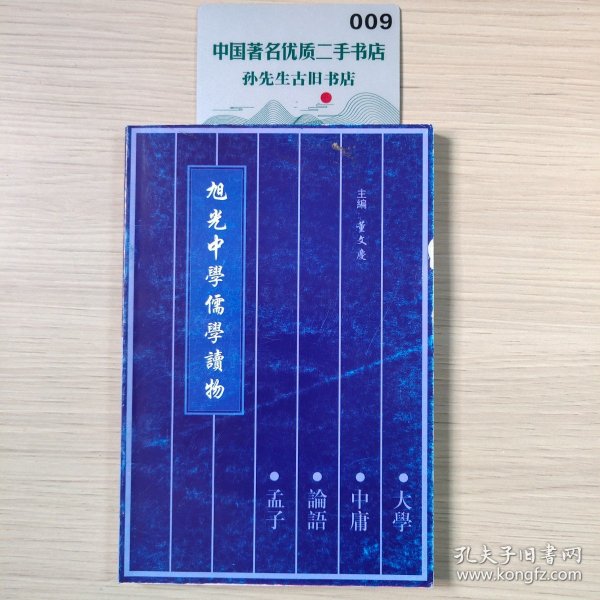 009
中国著名优质二手书店
孙先生古旧书店
主編 董文慶
旭光中學儒學讀物
大學
中庸
論語
孟子
孔夫子旧书网
www.kongfz.com